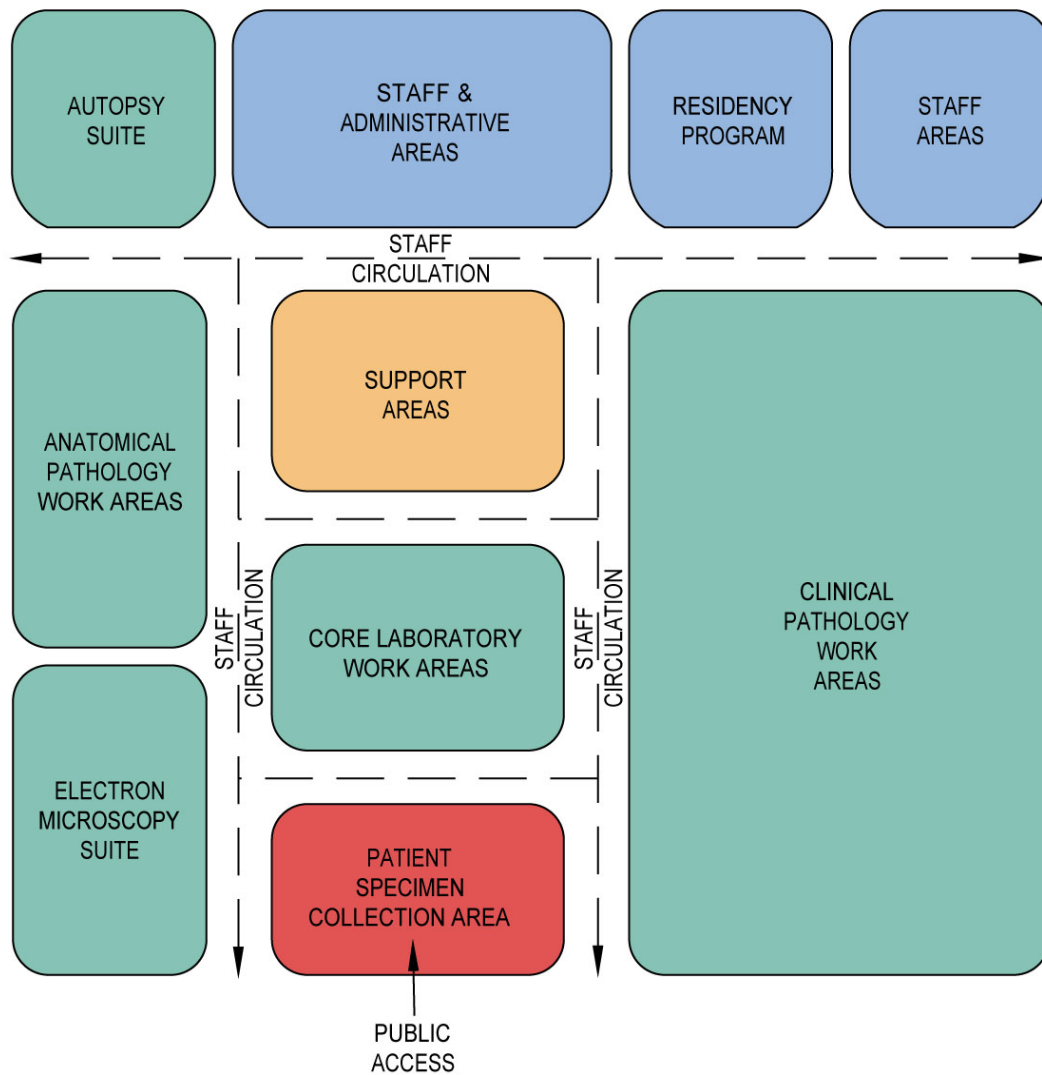 AUTOPSY
SUITE
STAFF &
ADMINISTRATIVE
AREAS
RESIDENCY
PROGRAM
STAFF
AREAS
STAFF
CIRCULATION
ANATOMICAL
PATHOLOGY
WORK AREAS
SUPPORT
AREAS
STAFF
CIRCULATION
CORE LABORATORY
WORK AREAS
STAFF
CIRCULATION
CLINICAL
PATHOLOGY
WORK
AREAS
ELECTRON
MICROSCOPY
SUITE
PATIENT
SPECIMEN
COLLECTION AREA
PUBLIC
ACCESS